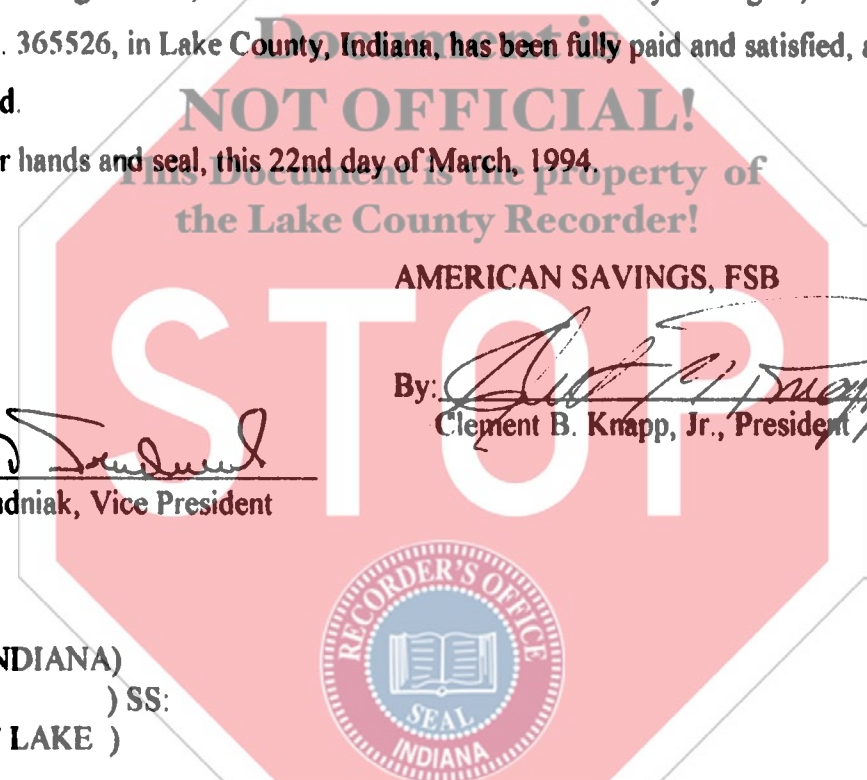 Document is
. 365526, in Lake County, Indiana, has been fully paid and satisfied,
d.
NOT OFFICIAL!
r hands and seal, this 22nd day of March, 1994.
This Document is the property of
the Lake County Recorder!
AMERICAN SAVINGS, FSB
STOP
By:
Clement B. Knapp, Jr., President
dniak, Vice President
RECORDER'S OFFICE
SEAL
INDIANA
NDIANA)
) SS:
LAKE )